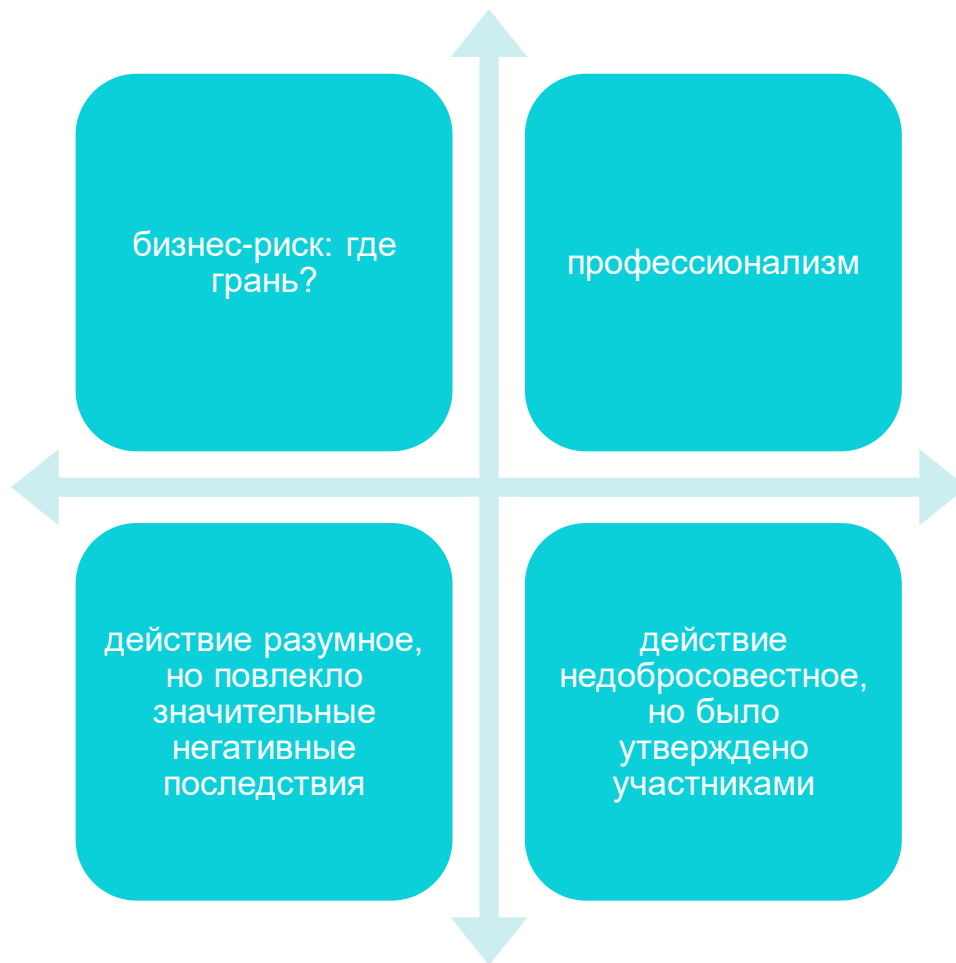 бизнес-риск: где
грань?
профессионализм
действие разумное,
но повлекло
значительные
негативные
последствия
действие
недобросовестное,
но было
утверждено
участниками